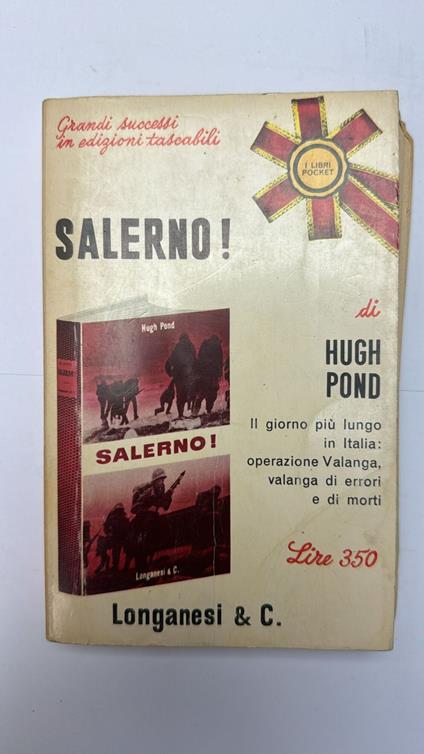 Grandi successi
in edizioni tascabili
I LIBRI
POCKET
SALERNO!
di
HUGH
POND
Il giorno più lungo
in Italia:
operazione Valanga,
valanga di errori
e di morti
Hugh Pond
SALERNO!
Longanesi & C.
SALERNO!
Lire 350
Longanesi & C.